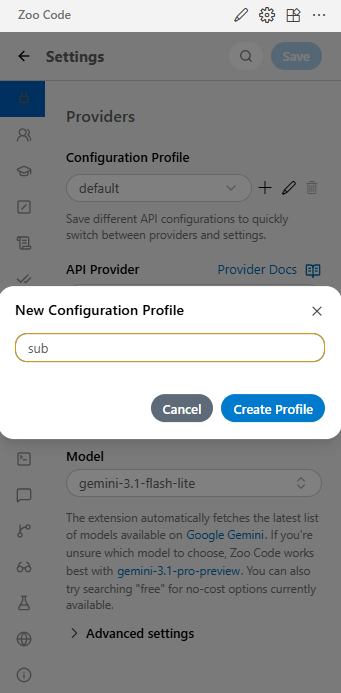 Zoo Code
Settings
Save
Providers
Configuration Profile
default
Save different API configurations to quickly
switch between providers and settings.
API Provider
Provider Docs
New Configuration Profile
sub
Cancel
Create Profile
Model
gemini-3.1-flash-lite
The extension automatically fetches the latest list
of models available on Google Gemini. If you're
unsure which model to choose, Zoo Code works
best with gemini-3.1-pro-preview. You can also
try searching "free" for no-cost options currently
available.
Advanced settings